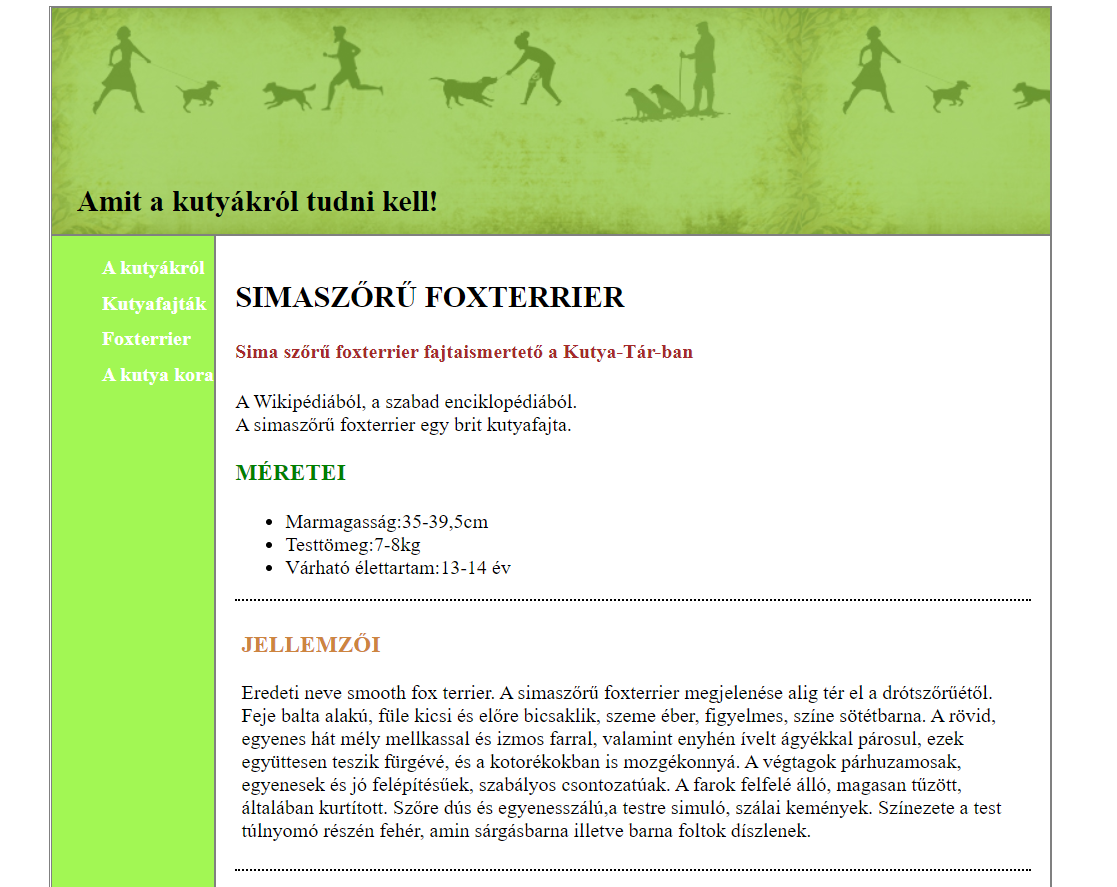 Amit a kutyákról tudni kell!
A kutyákról
Kutyafajták
Foxterrier
A kutya kora
SIMASZŐRŰ FOXTERRIER
Sima szőrű foxterrier fajtaismertető a Kutya-Tár-ban
A Wikipédiából, a szabad enciklopédiából.
A simaszőrű foxterrier egy brit kutyafajta.
MÉRETEI
• Marmagasság:35-39,5cm
• Testtömeg:7-8kg
• Várható élettartam:13-14 év
JELLEMZŐI
Eredeti neve smooth fox terrier. A simaszőrű foxterrier megjelenése alig tér el a drótszőrűétől.
Feje balta alakú, füle kicsi és előre bicsaklik, szeme éber, figyelmes, színe sötétbarna. A rövid,
egyenes hát mély mellkassal és izmos farral, valamint enyhén ívelt ágyékkal párosul, ezek
együttesen teszik fürgévé, és a kotorékokban is mozgékonnyá. A végtagok párhuzamosak,
egyenesek és jó felépítésűek, szabályos csontozatúak. A farok felfelé álló, magasan tűzött,
általában kurtított. Szőre dús és egyenesszálú,a testre simuló, szálai kemények. Színezete a test
túlnyomó részén fehér, amin sárgásbarna illetve barna foltok díszlenek.